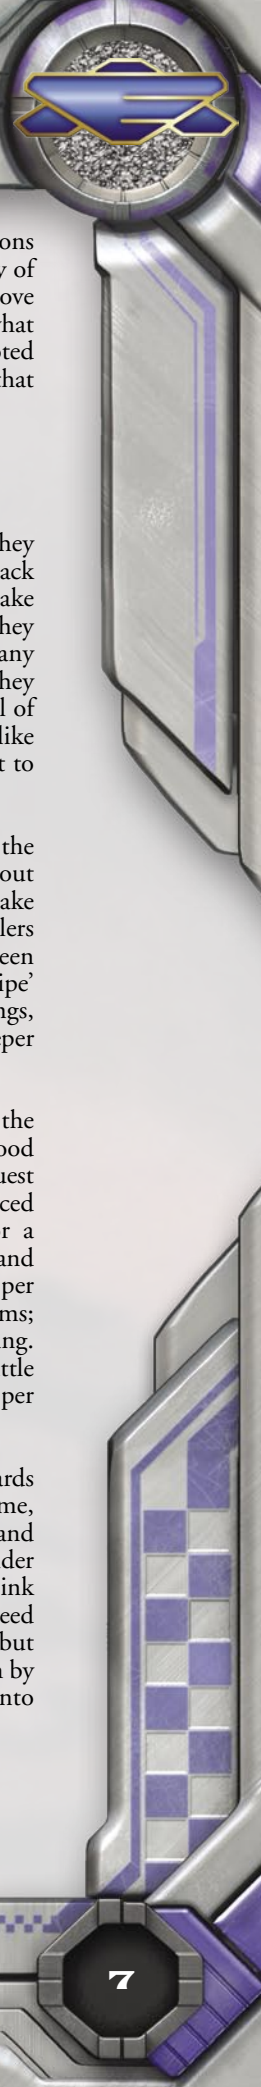 ons
y of
ove
hat
ted
hat
hey
ack
ake
hey
any
hey
l of
like
t to
the
out
ake
lers
een
ipe’
ngs,
per
the
ood
uest
ced
r a
and
per
ms;
ng.
ttle
per
rds
me,
and
der
ink
eed
but
n by
nto
7